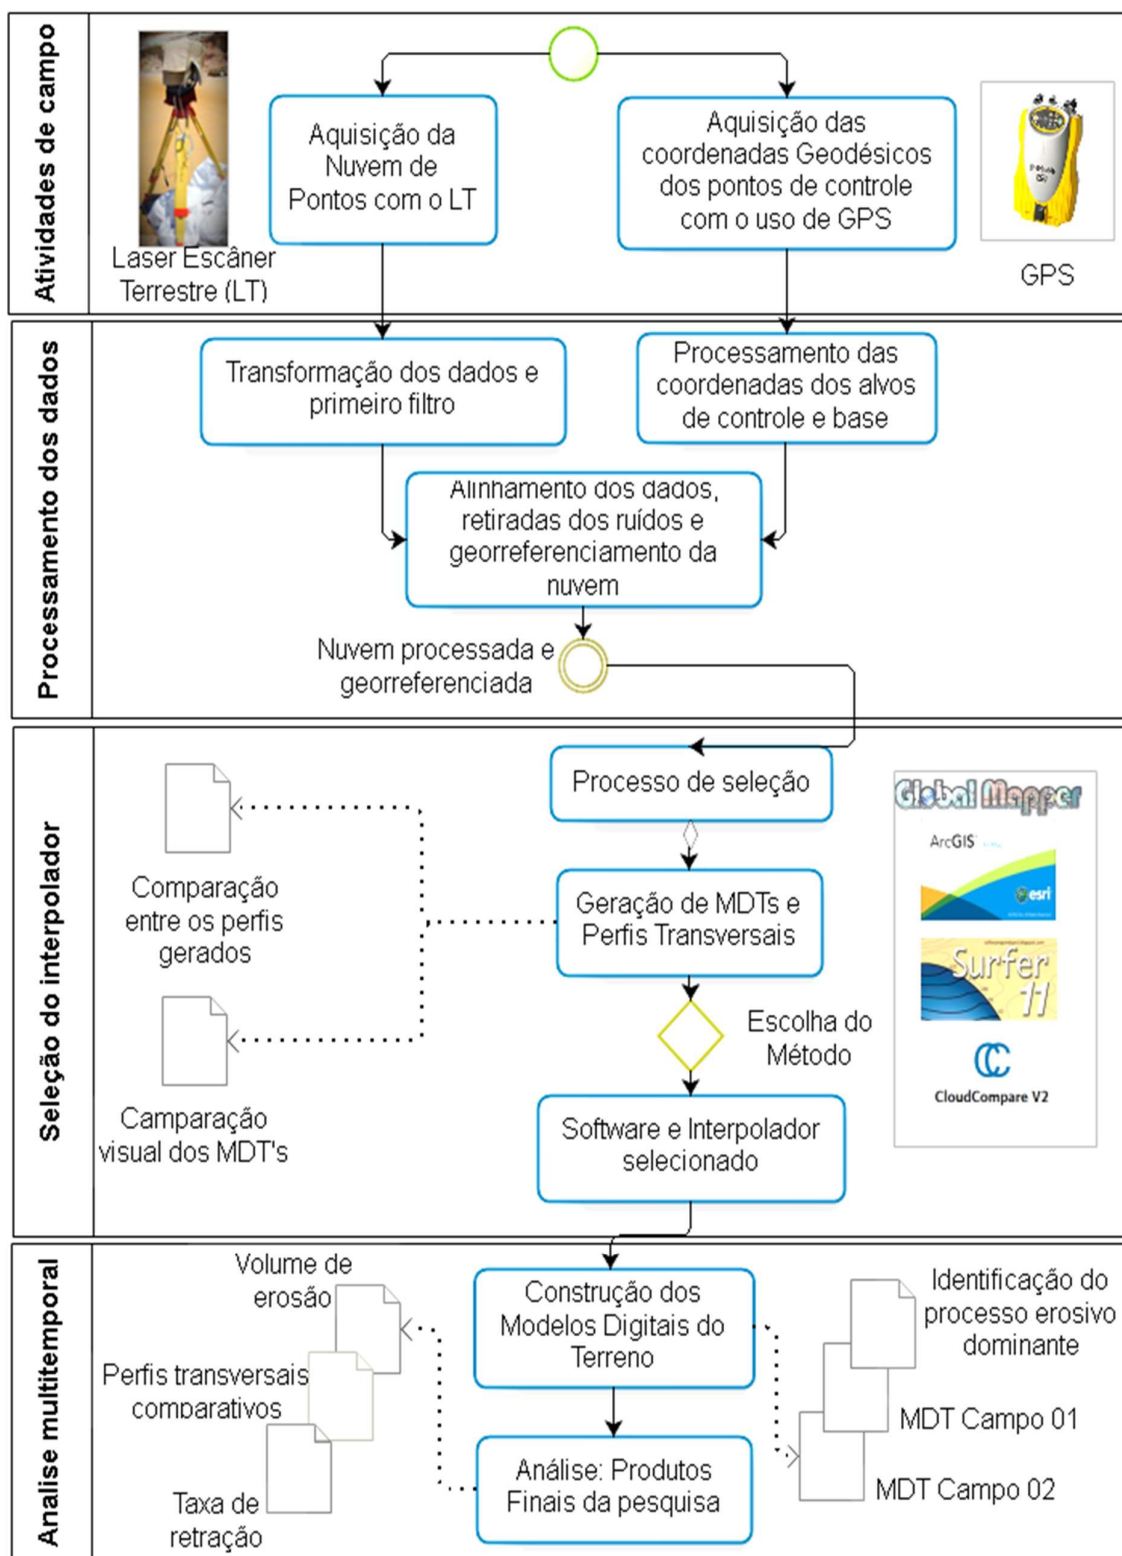 Atividades de campo
Aquisição da
Nuvem de
Pontos com o LT
Aquisição das
coordenadas Geodésicos
dos pontos de controle
com o uso de GPS
Laser Escâner
Terrestre (LT)
GPS
Processamento dos dados
Transformação dos dados e
primeiro filtro
Processamento das
coordenadas dos alvos
de controle e base
Alinhamento dos dados,
retiradas dos ruídos e
georreferenciamento da
nuvem
Nuvem processada e
georreferenciada
Seleção do interpolador
Processo de seleção
Geração de MDTs e
Perfis Transversais
Comparação
entre os perfis
gerados
Camparação
visual dos MDT's
Escolha do
Método
Software e Interpolador
selecionado
Global Mapper
ArcGIS
esri
Surfer
11
CloudCompare V2
Analise multitemporal
Volume de
erosão
Perfis transversais
comparativos
Taxa de
retração
Construção dos
Modelos Digitais do
Terreno
Análise: Produtos
Finais da pesquisa
Identificação do
processo erosivo
dominante
MDT Campo 01
MDT Campo 02